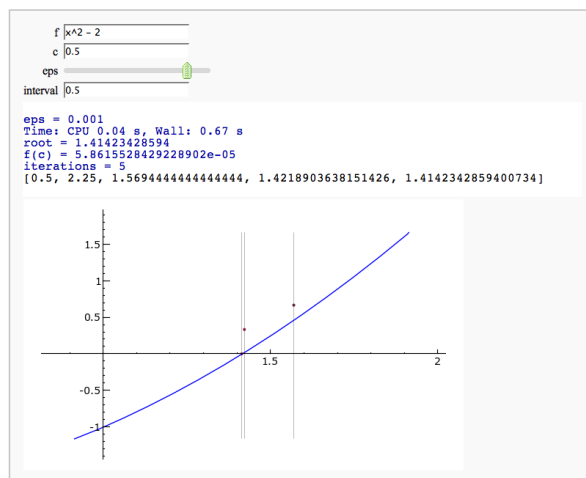 f x^2 - 2
c 0.5
eps
interval 0.5
eps = 0.001
Time: CPU 0.04 s, Wall: 0.67 s
root = 1.41423428594
f(c) = 5.8615528429228902e-05
iterations = 5
[0.5, 2.25, 1.5694444444444444, 1.4218903638151426, 1.4142342859400734]
1.5
1
0.5
1.5
2
-0.5
-1